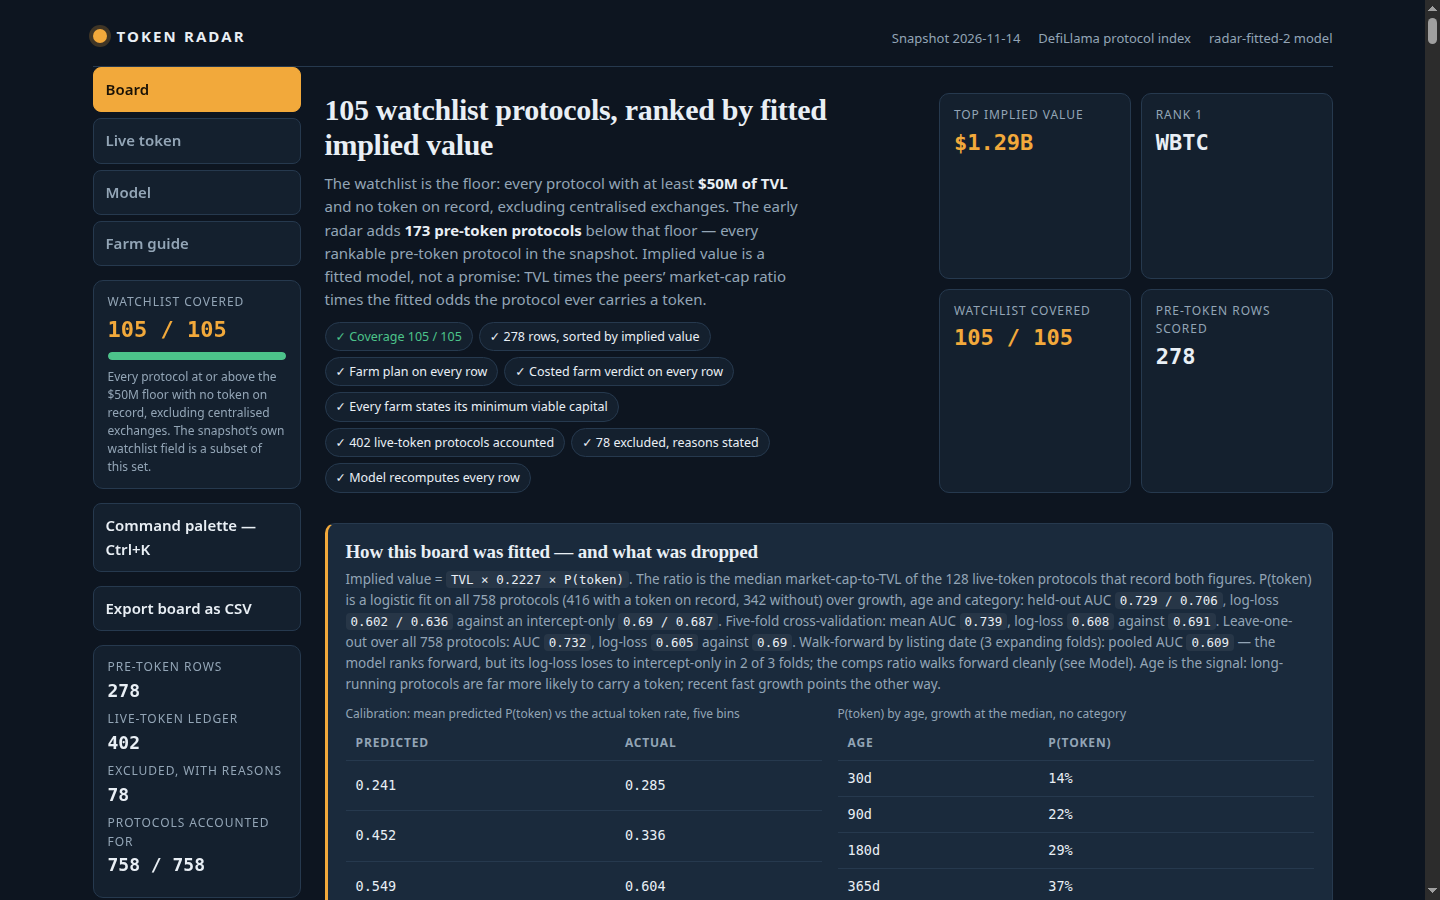 TOKEN RADAR
Snapshot 2026-11-14 DefiLlama protocol index radar-fitted-2 model
Board
Live token
Model
Farm guide
WATCHLIST COVERED
105 / 105
Every protocol at or above the
$50M floor with no token on
record, excluding centralised
exchanges. The snapshot's own
watchlist field is a subset of
this set.
Command palette —
Ctrl+K
Export board as CSV
PRE-TOKEN ROWS
278
LIVE-TOKEN LEDGER
402
EXCLUDED, WITH REASONS
78
PROTOCOLS ACCOUNTED
FOR
758 / 758
105 watchlist protocols, ranked by fitted
implied value
The watchlist is the floor: every protocol with at least $50M of TVL
and no token on record, excluding centralised exchanges. The early
radar adds 173 pre-token protocols below that floor — every
rankable pre-token protocol in the snapshot. Implied value is a
fitted model, not a promise: TVL times the peers' market-cap ratio
times the fitted odds the protocol ever carries a token.
✓ Coverage 105 / 105 ✓ 278 rows, sorted by implied value
✓ Farm plan on every row ✓ Costed farm verdict on every row
✓ Every farm states its minimum viable capital
✓ 402 live-token protocols accounted ✓ 78 excluded, reasons stated
✓ Model recomputes every row
TOP IMPLIED VALUE
$1.29B
RANK 1
WBTC
WATCHLIST COVERED
105 / 105
PRE-TOKEN ROWS
SCORED
278
How this board was fitted — and what was dropped
Implied value = TVL × 0.2227 × P(token) . The ratio is the median market-cap-to-TVL of the 128 live-token protocols that record both figures. P(token)
is a logistic fit on all 758 protocols (416 with a token on record, 342 without) over growth, age and category: held-out AUC 0.729 / 0.706 , log-loss
0.602 / 0.636 against an intercept-only 0.69 / 0.687 . Five-fold cross-validation: mean AUC 0.739 , log-loss 0.608 against 0.691 . Leave-one-
out over all 758 protocols: AUC 0.732 , log-loss 0.605 against 0.69 . Walk-forward by listing date (3 expanding folds): pooled AUC 0.609 — the
model ranks forward, but its log-loss loses to intercept-only in 2 of 3 folds; the comps ratio walks forward cleanly (see Model). Age is the signal: long-
running protocols are far more likely to carry a token; recent fast growth points the other way.
Calibration: mean predicted P(token) vs the actual token rate, five bins
PREDICTED ACTUAL
0.241 0.285
0.452 0.336
0.549 0.604
P(token) by age, growth at the median, no category
AGE P(TOKEN)
30d 14%
90d 22%
180d 29%
365d 37%